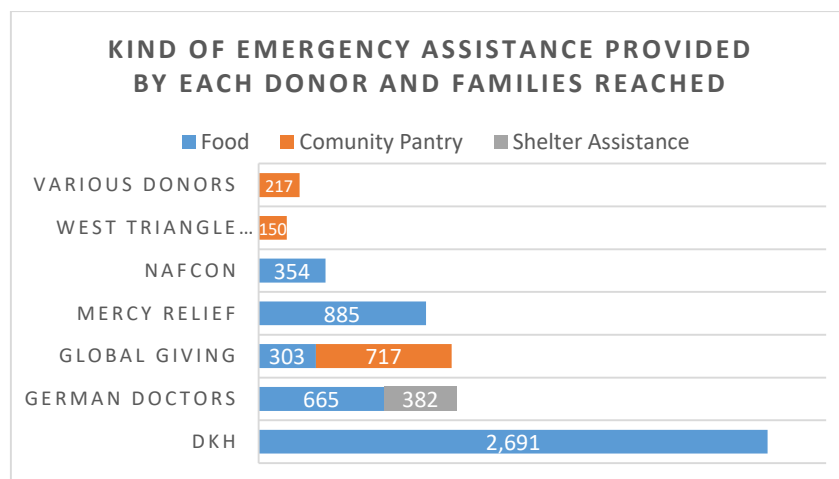 KIND OF EMERGENCY ASSISTANCE PROVIDED
BY EACH DONOR AND FAMILIES REACHED
Food Comunity Pantry Shelter Assistance
VARIOUS DONORS 217
WEST TRIANGLE... 150
NAFCON 354
MERCY RELIEF 885
GLOBAL GIVING 303 717
GERMAN DOCTORS 665 382
DKH 2,691